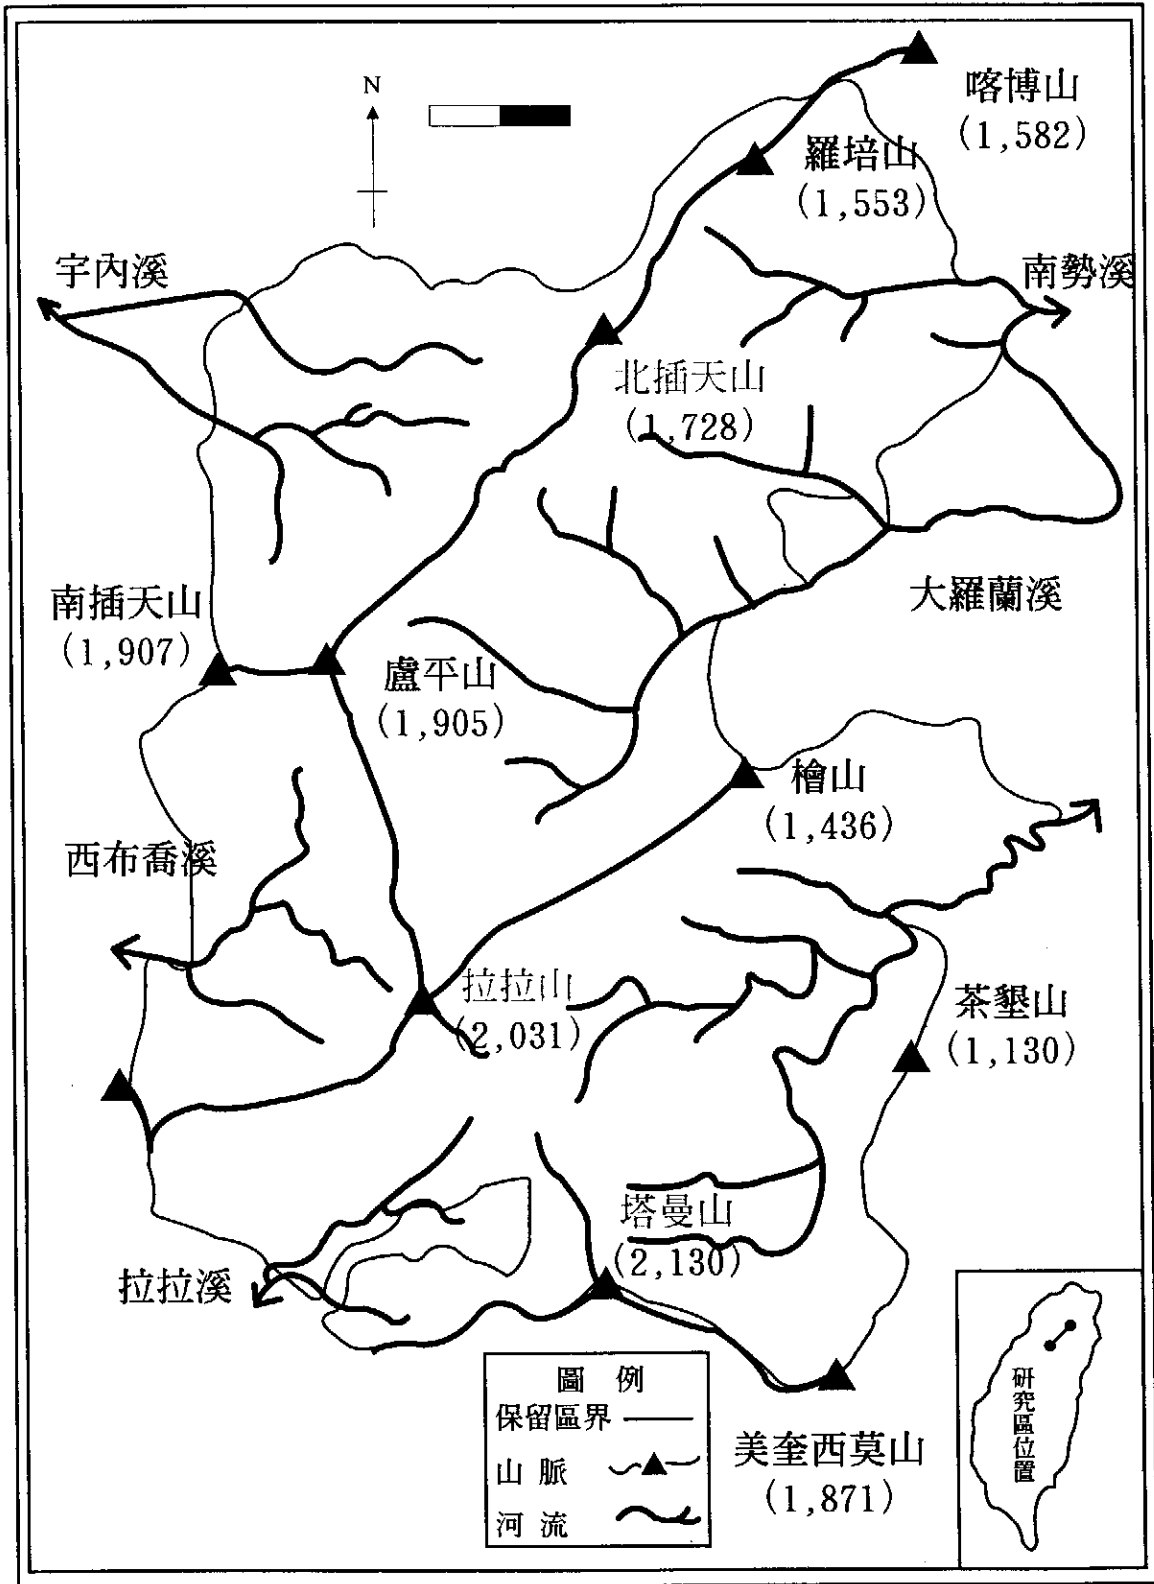 N
喀博山
(1,582)
羅培山
(1,553)
宇內溪
南勢溪
北插天山
(1,728)
南插天山
(1,907)
大羅蘭溪
盧平山
(1,905)
檜山
(1,436)
西布喬溪
拉拉山
(2,031)
茶墾山
(1,130)
塔曼山
(2,130)
拉拉溪
圖 例
保留區界
山 脈
河 流
美奎西莫山
(1,871)
研究區位置